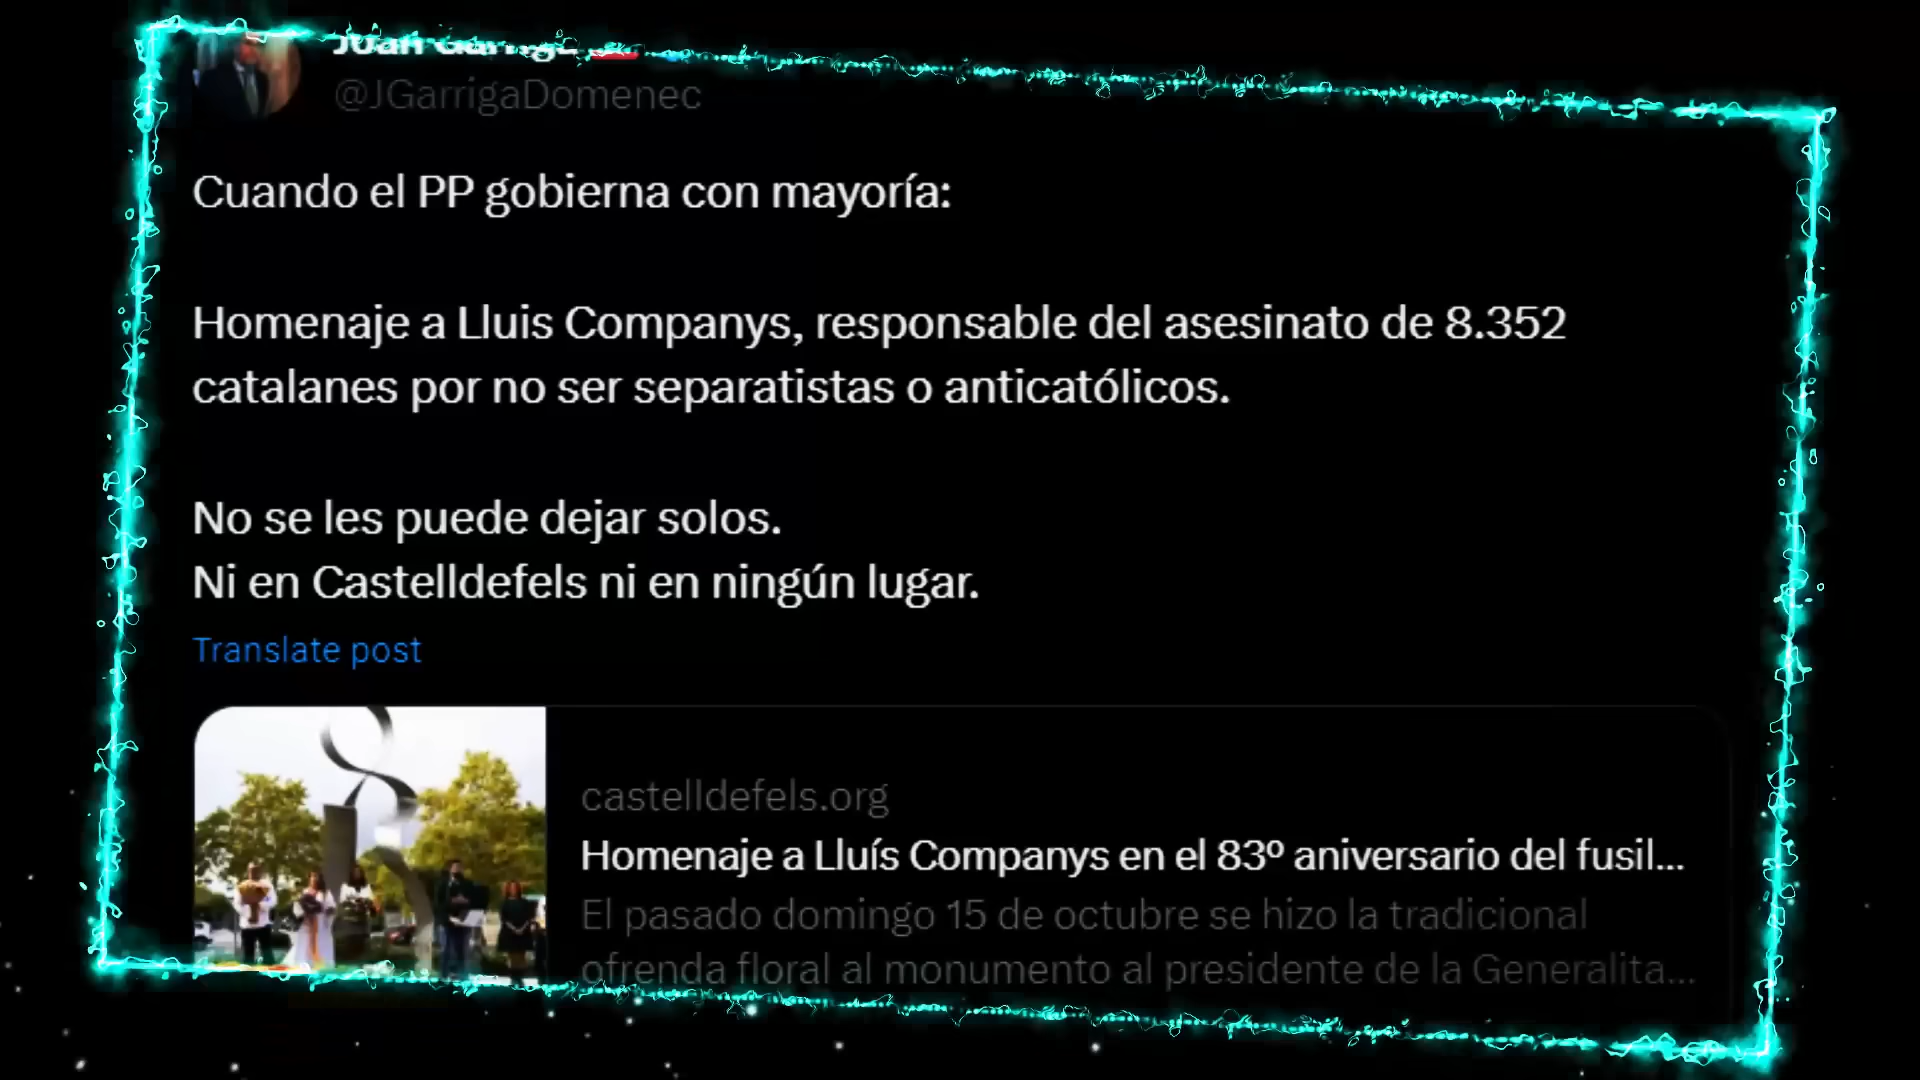 Juan Garriga
@JGarrigaDomenec
Cuando el PP gobierna con mayoría:
Homenaje a Lluis Companys, responsable del asesinato de 8.352
catalanes por no ser separatistas o anticatólicos.
No se les puede dejar solos.
Ni en Castelldefels ni en ningún lugar.
Translate post
castelldefels.org
Homenaje a Lluís Companys en el 83º aniversario del fusil...
El pasado domingo 15 de octubre se hizo la tradicional
ofrenda floral al monumento al presidente de la Generalita...